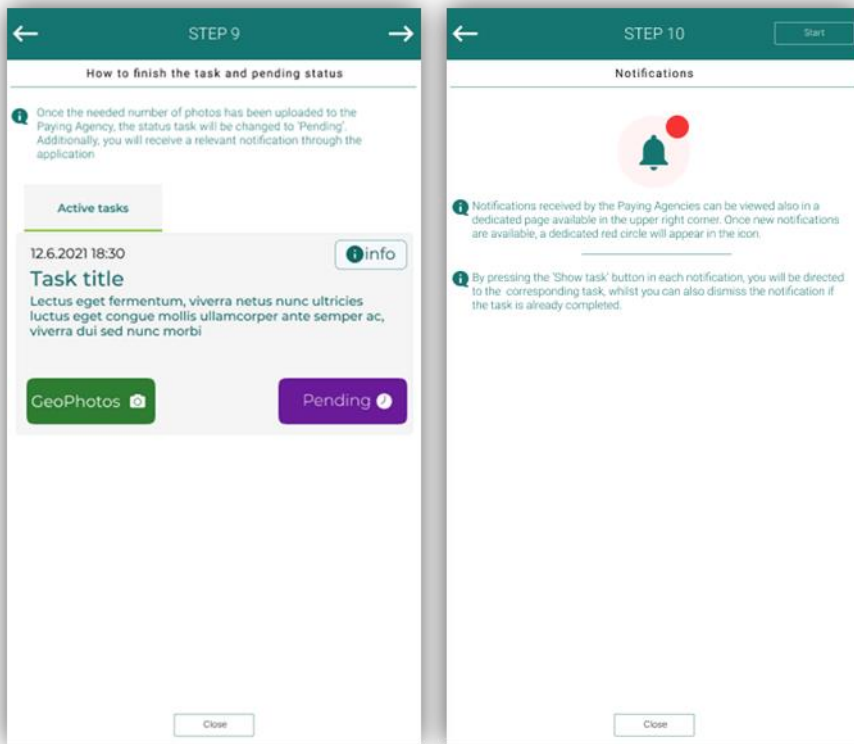 STEP 9
How to finish the task and pending status
Once the needed number of photos has been uploaded to the
Paying Agency, the status task will be changed to 'Pending'.
Additionally, you will receive a relevant notification through the
application
Active tasks
12.6.2021 18:30
info
Task title
Lectus eget fermentum, viverra netus nunc ultricies
luctus eget congue mollis ullamcorper ante semper ac,
viverra dui sed nunc morbi
GeoPhotos
Pending
Close
STEP 10
Start
Notifications
Notifications received by the Paying Agencies can be viewed also in a
dedicated page available in the upper right corner. Once new notifications
are available, a dedicated red circle will appear in the icon.
By pressing the 'Show task' button in each notification, you will be directed
to the corresponding task, whilst you can also dismiss the notification if
the task is already completed.
Close